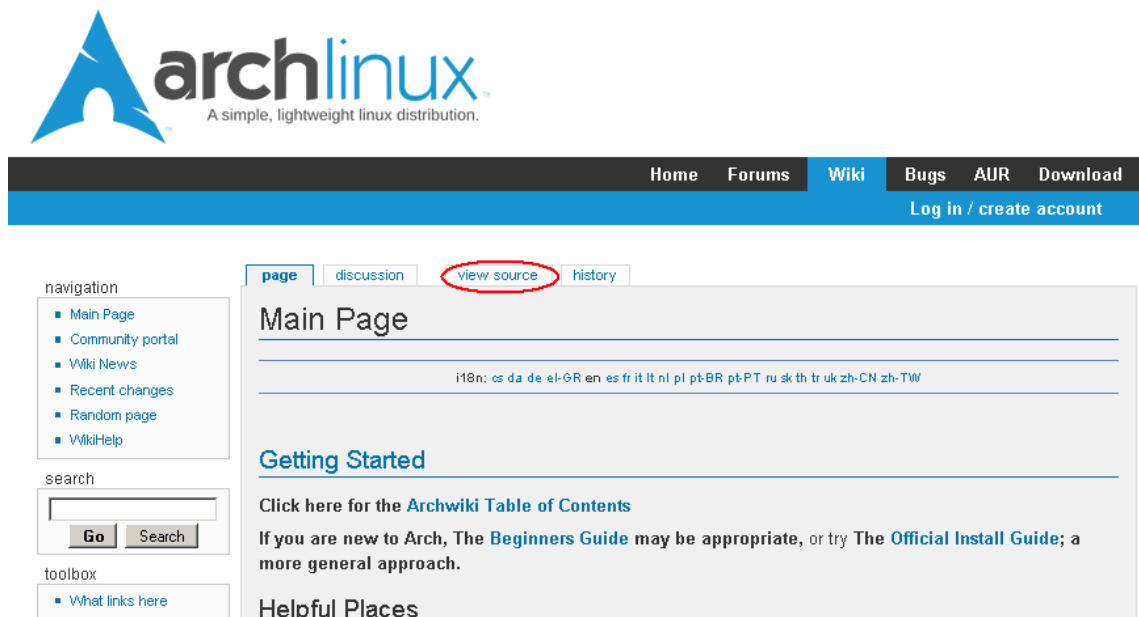 archlinux
A simple, lightweight linux distribution.
Home Forums Wiki Bugs AUR Download
Log in / create account
page discussion view source history
navigation
Main Page
Community portal
Wiki News
Recent changes
Random page
WikiHelp
search
Go Search
toolbox
What links here
Main Page
i18n: cs da de el-GR en es fr it lt nl pl pt-BR pt-PT ru sk th tr uk zh-CN zh-TW
Getting Started
Click here for the Archwiki Table of Contents
If you are new to Arch, The Beginners Guide may be appropriate, or try The Official Install Guide; a
more general approach.
Helpful Places